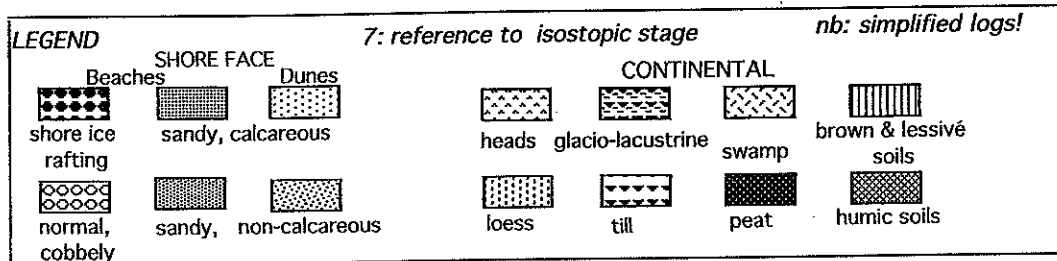 LEGEND 7: reference to isostopic stage nb: simplified logs!
SHORE FACE
Beaches Dunes
CONTINENTAL
shore ice rafting
sandy, calcareous
heads
glacio-lacustrine
swamp
brown & lessivé soils
normal, cobbely
sandy, non-calcareous
loess
till
peat
humic soils